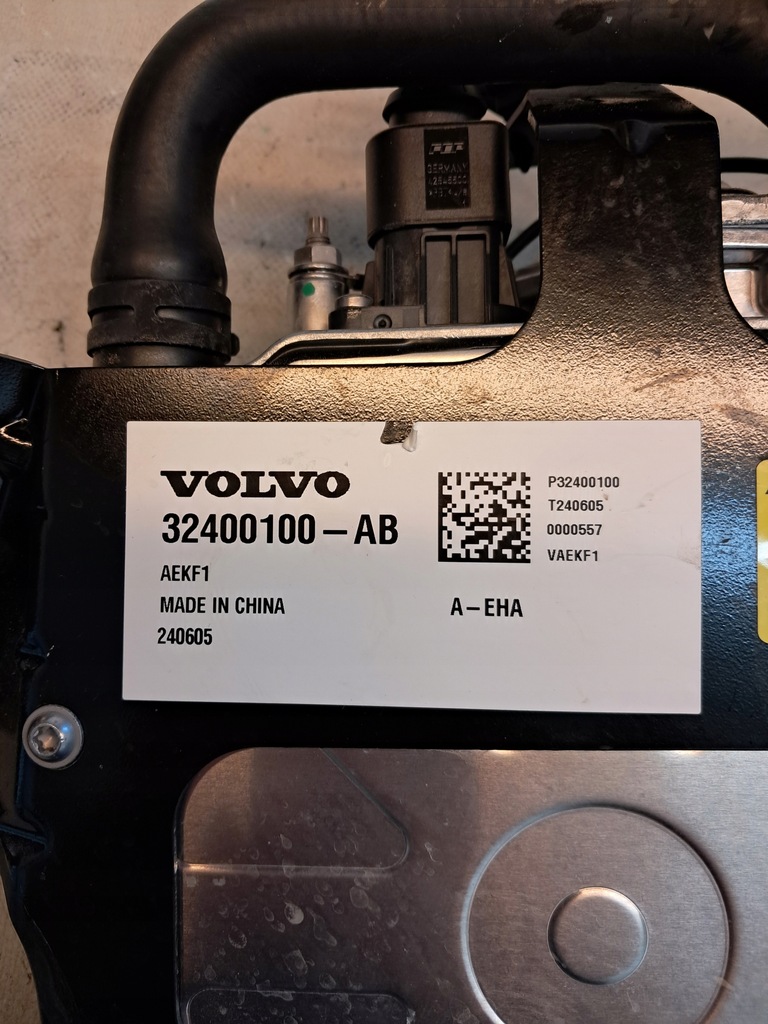 GERMANY
VOLVO
32400100-AB
AEKF1
MADE IN CHINA
240605
P32400100
T240605
0000557
VAEKF1
A-EHA